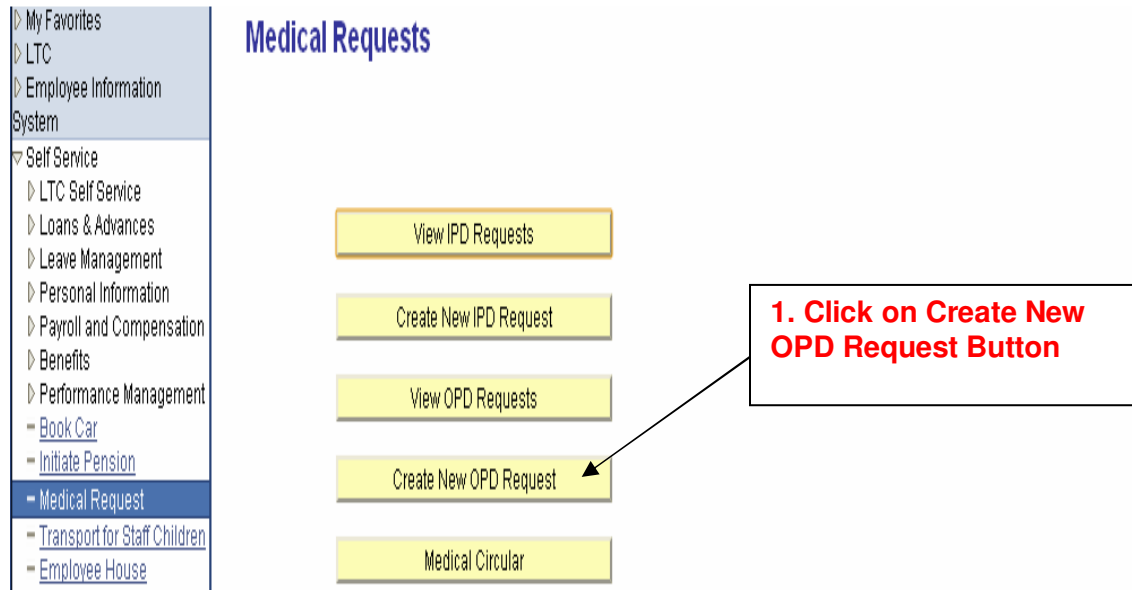 My Favorites
LTC
Employee Information
System
Self Service
LTC Self Service
Loans & Advances
Leave Management
Personal Information
Payroll and Compensation
Benefits
Performance Management
Book Car
Initiate Pension
Medical Request
Transport for Staff Children
Employee House
Medical Requests
View IPD Requests
Create New IPD Request
View OPD Requests
Create New OPD Request
Medical Circular
1. Click on Create New
OPD Request Button